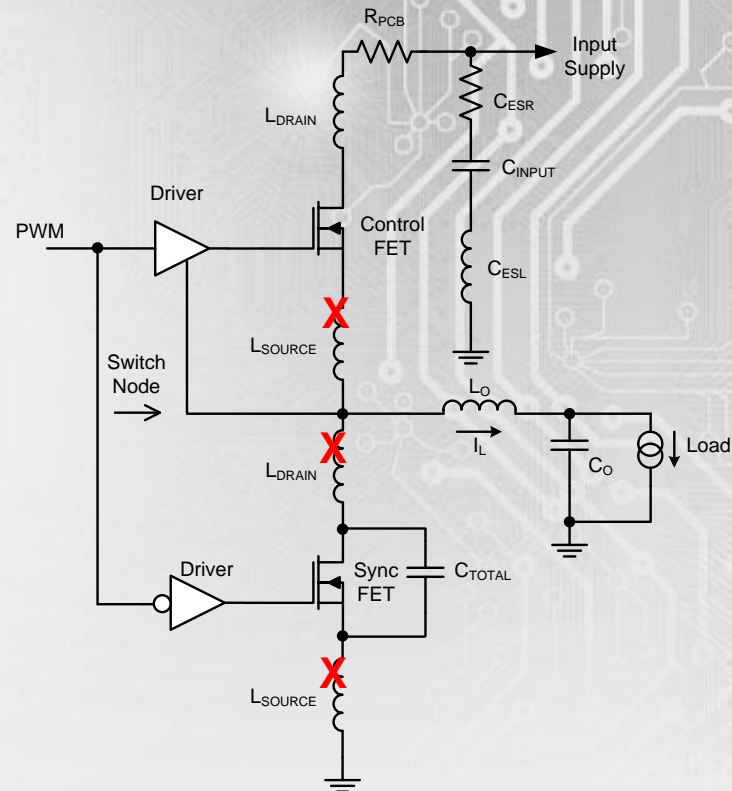 RPCB
Input
Supply
LDRAIN
CESR
CINPUT
Driver
PWM
Control
FET
CESL
X
LSOURCE
Switch
Node
LO
X
LDRAIN
IL
CO
Load
Driver
Sync
FET
CTOTAL
X
LSOURCE